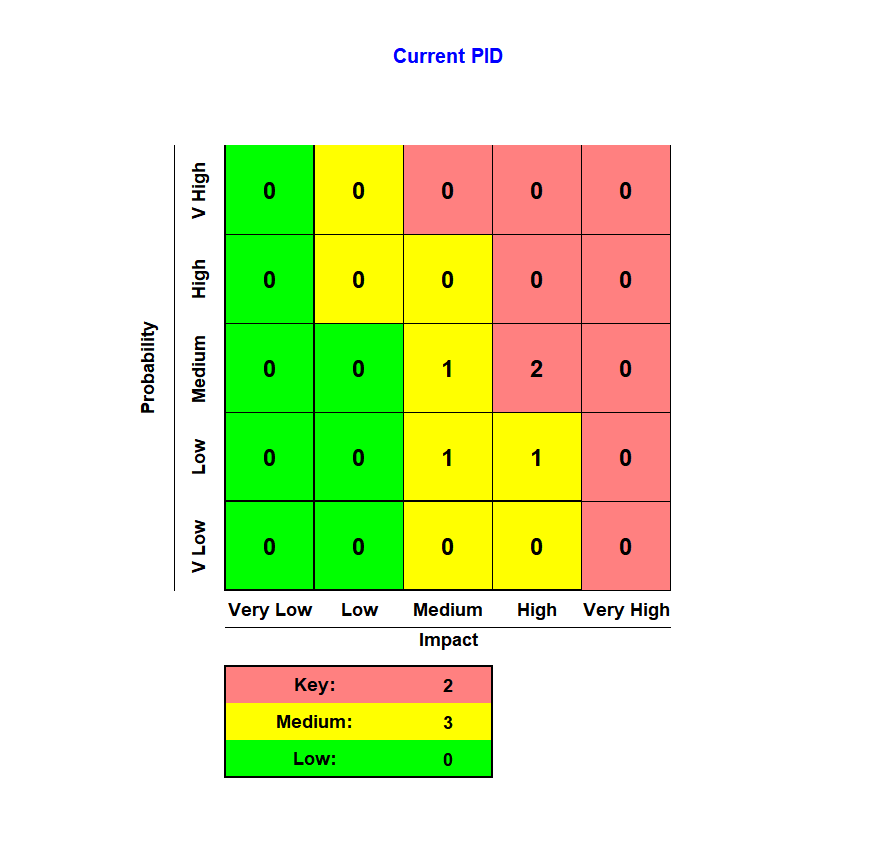 Current PID
V High 0 0 0 0 0
High 0 0 0 0 0
Probability
Medium 0 0 1 2 0
Low 0 0 1 1 0
V Low 0 0 0 0 0
Very Low Low Medium High Very High
Impact
Key: 2
Medium: 3
Low: 0